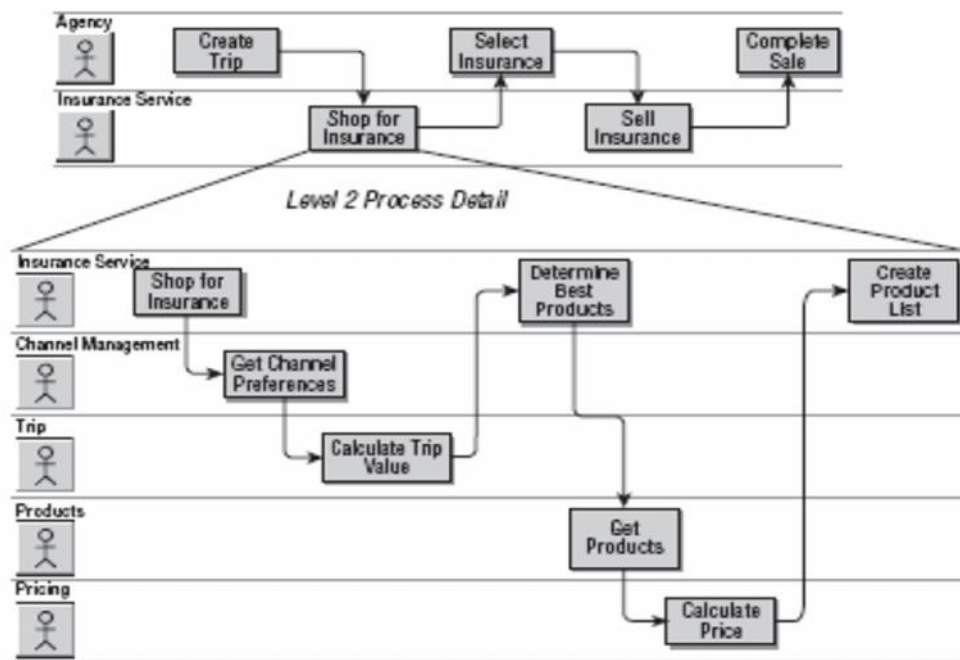 Agency
Create
Trip
Select
Insurance
Complete
Sale
Insurance Service
Shop for
Insurance
Sell
Insurance
Level 2 Process Detail
Insurance Service
Shop for
Insurance
Determine
Best
Products
Create
Product
List
Channel Management
Get Channel
Preferences
Trip
Calculate Trip
Value
Products
Get
Products
Pricing
Calculate
Price